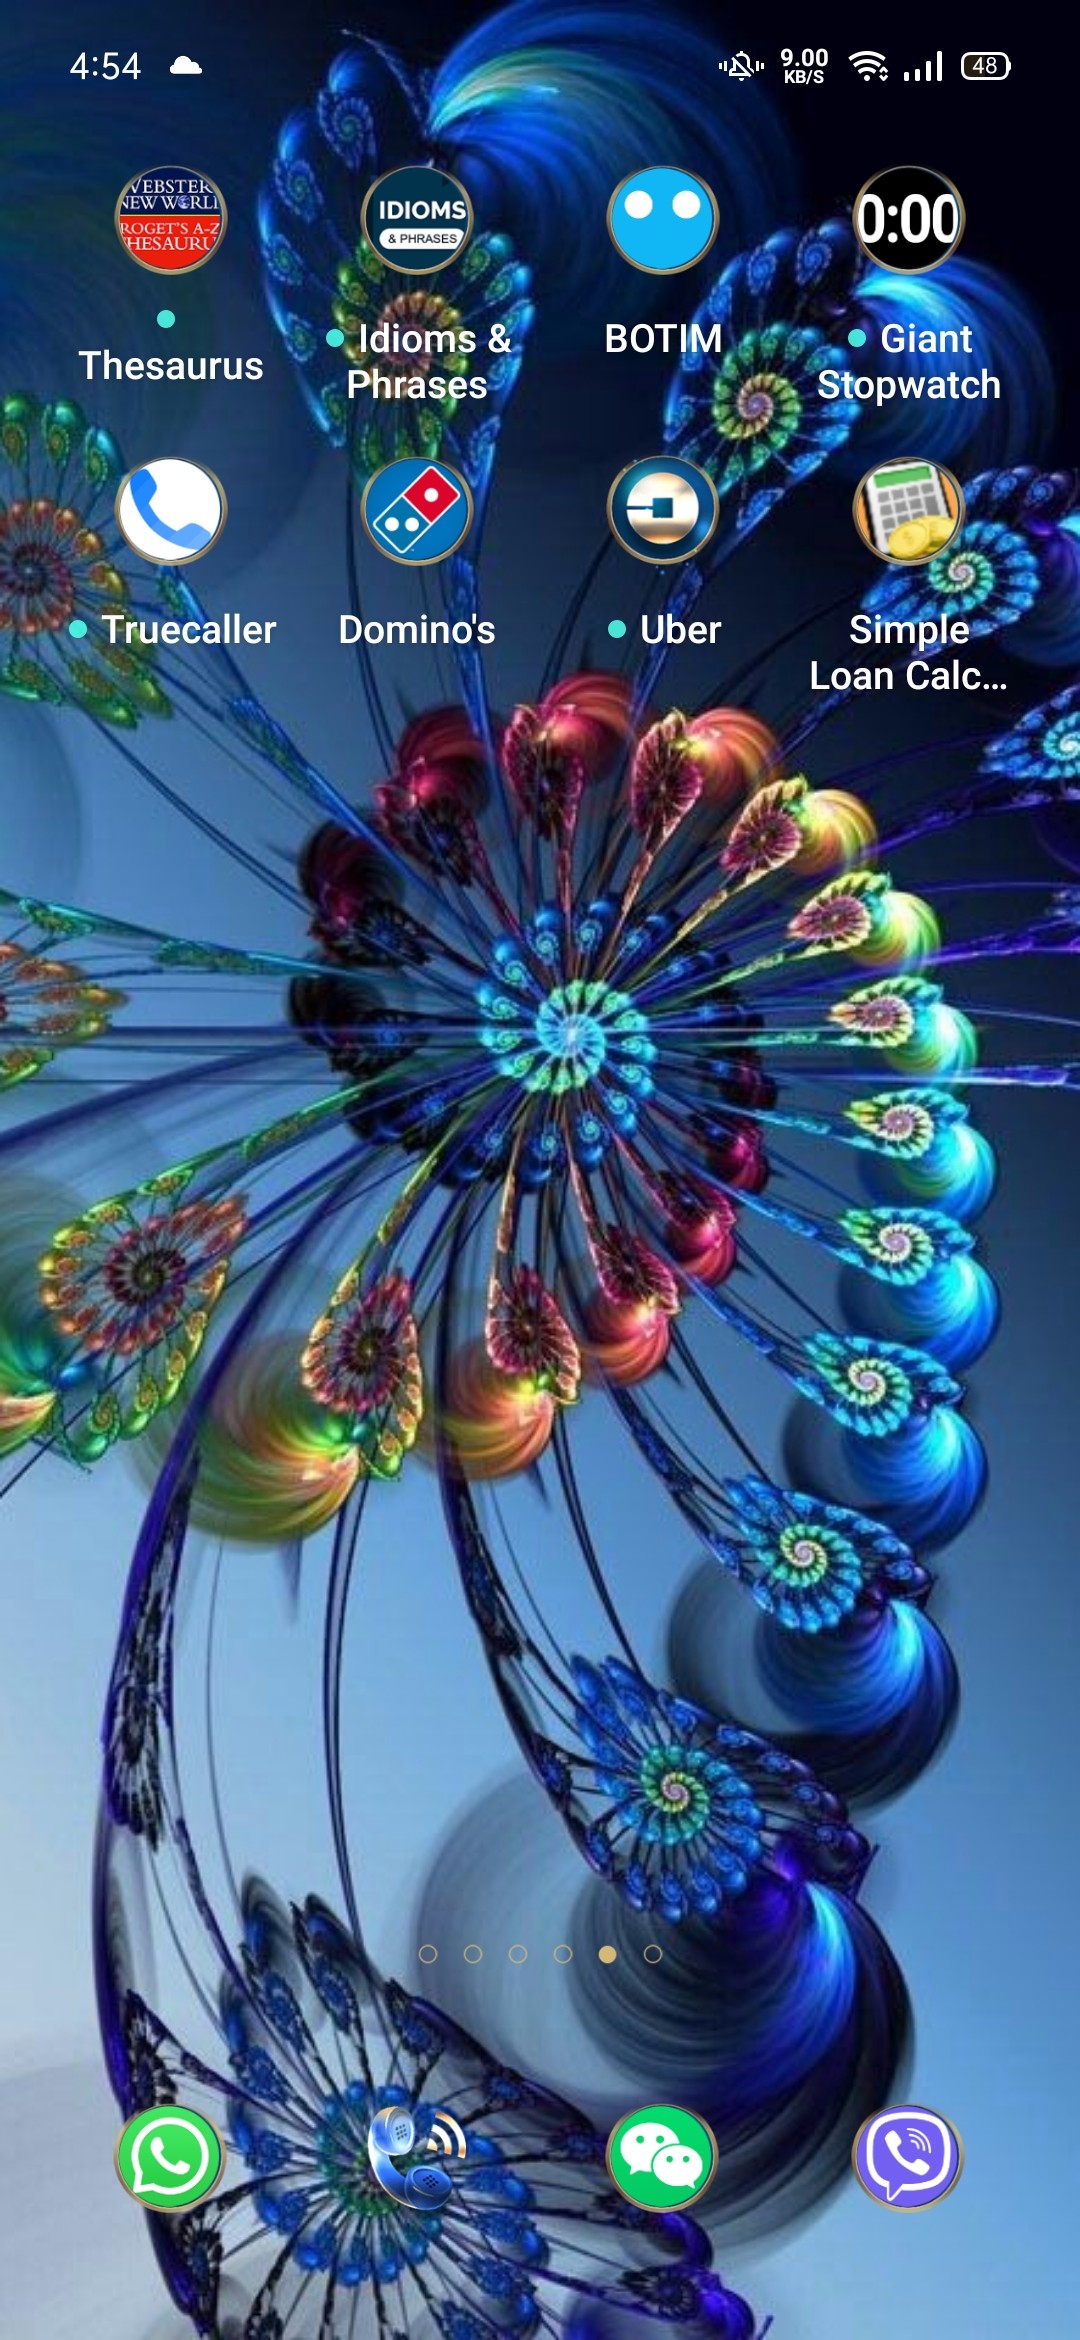 4:54
9.00
KB/S
48
WEBSTER
NEW WORLD
ROGET'S A-Z
THESAURU
IDIOMS
& PHRASES
0:00
Thesaurus
Idioms &
Phrases
BOTIM
Giant
Stopwatch
Truecaller
Domino's
Uber
Simple
Loan Calc...